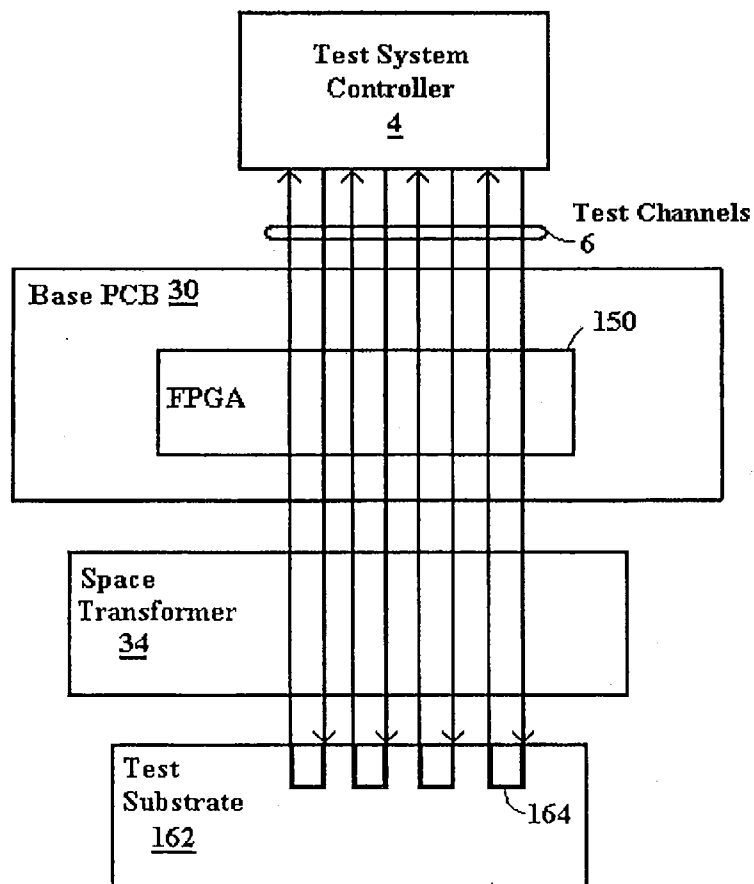 Test System
Controller
4
Test Channels
6
Base PCB 30
150
FPGA
Space
Transformer
34
Test
Substrate
162
164